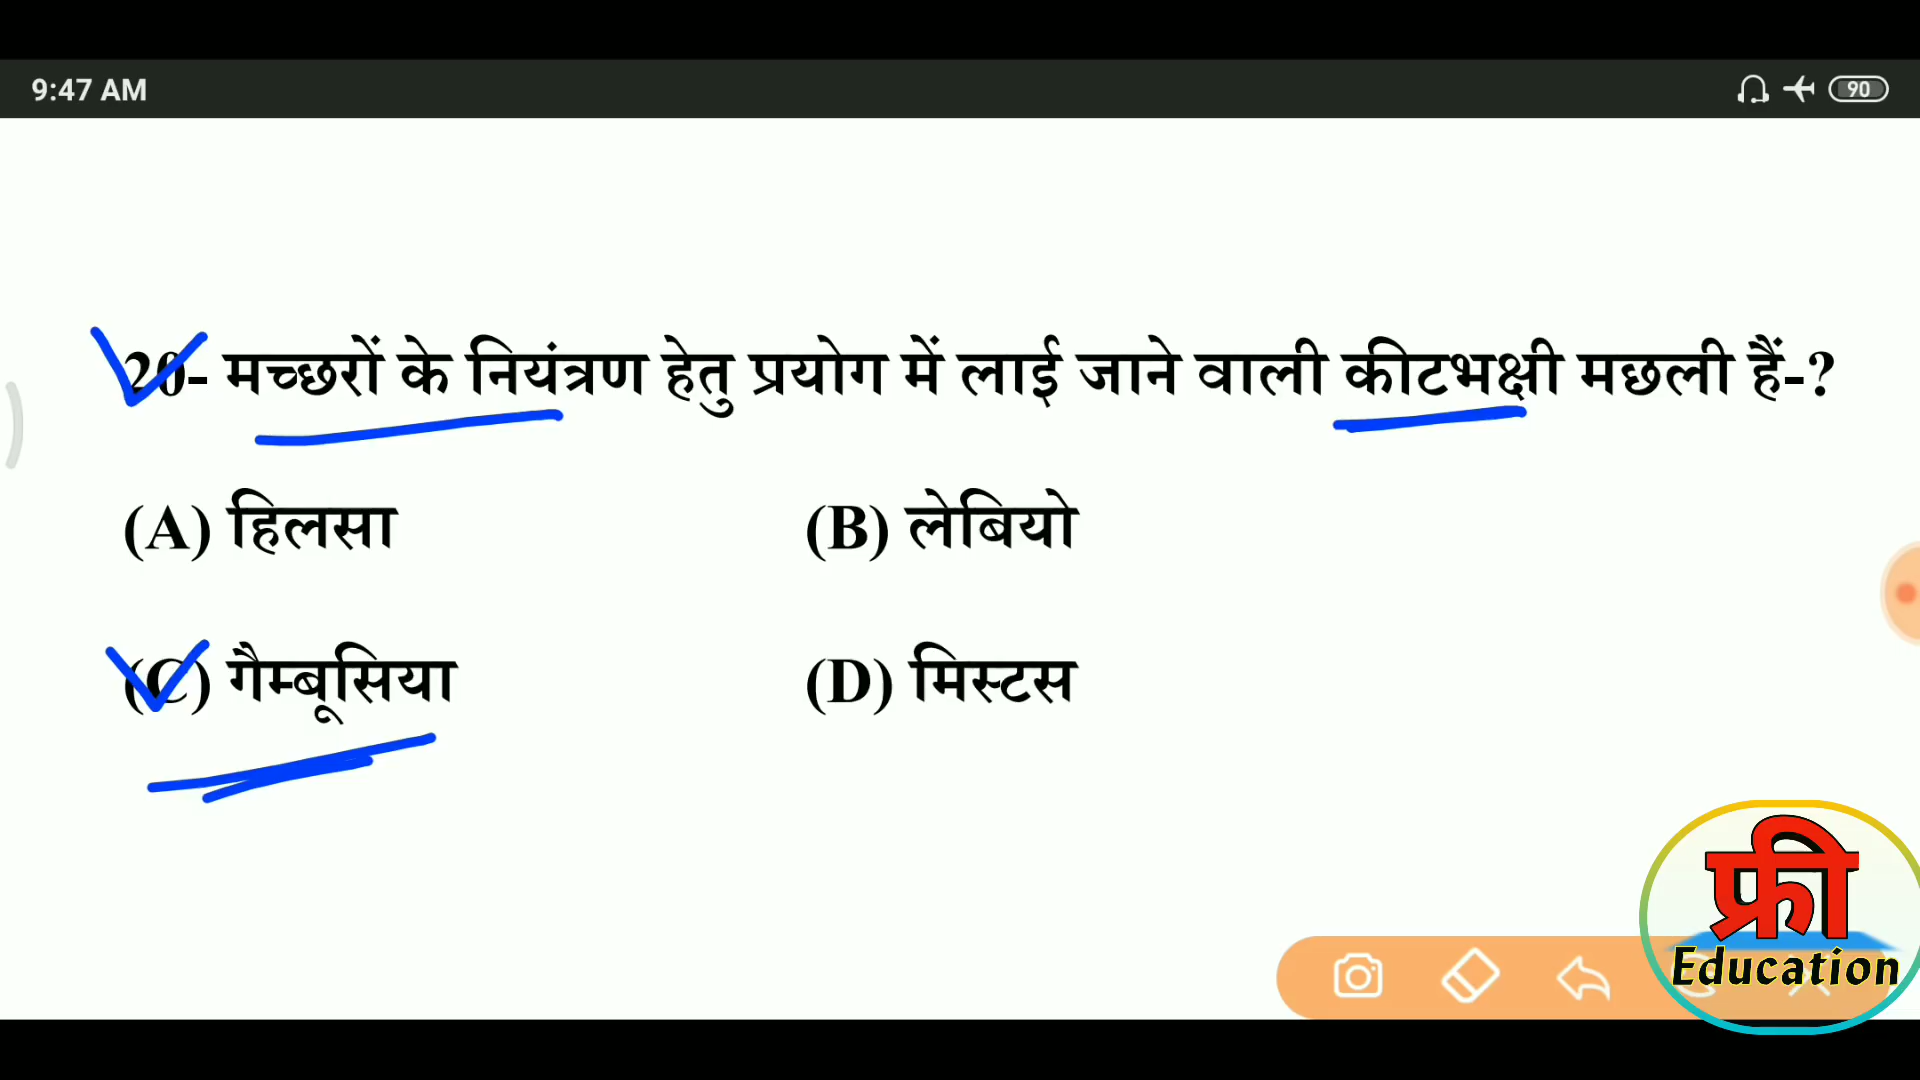 9:47 AM
90
20- मच्छरों के नियंत्रण हेतु प्रयोग में लाई जाने वाली कीटभक्षी मछली हैं-?
(A) हिलसा (B) लेबियो
(C) गैम्बूसिया (D) मिस्टस
फ्री
Education